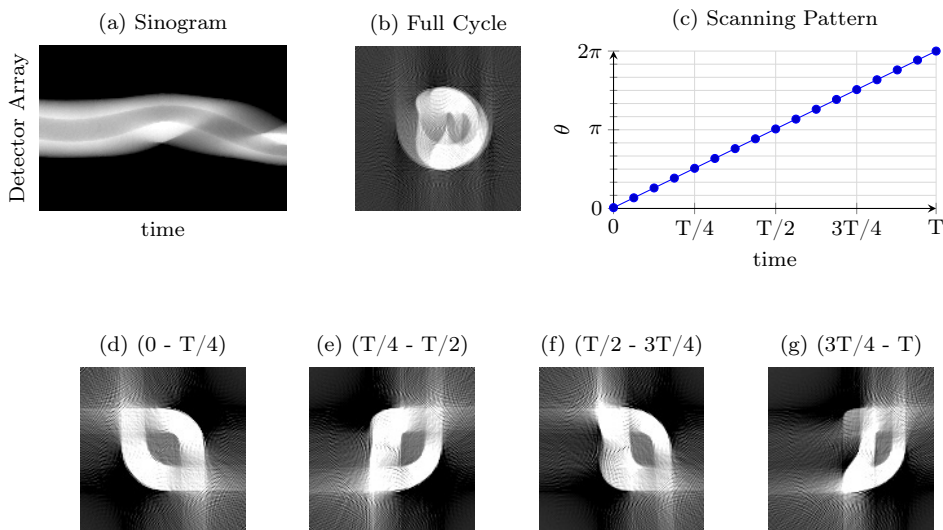 (a) Sinogram
(b) Full Cycle
(c) Scanning Pattern
Detector Array
time
θ
2π
π
0
0 T/4 T/2 3T/4 T
time
(d) (0 - T/4)
(e) (T/4 - T/2)
(f) (T/2 - 3T/4)
(g) (3T/4 - T)